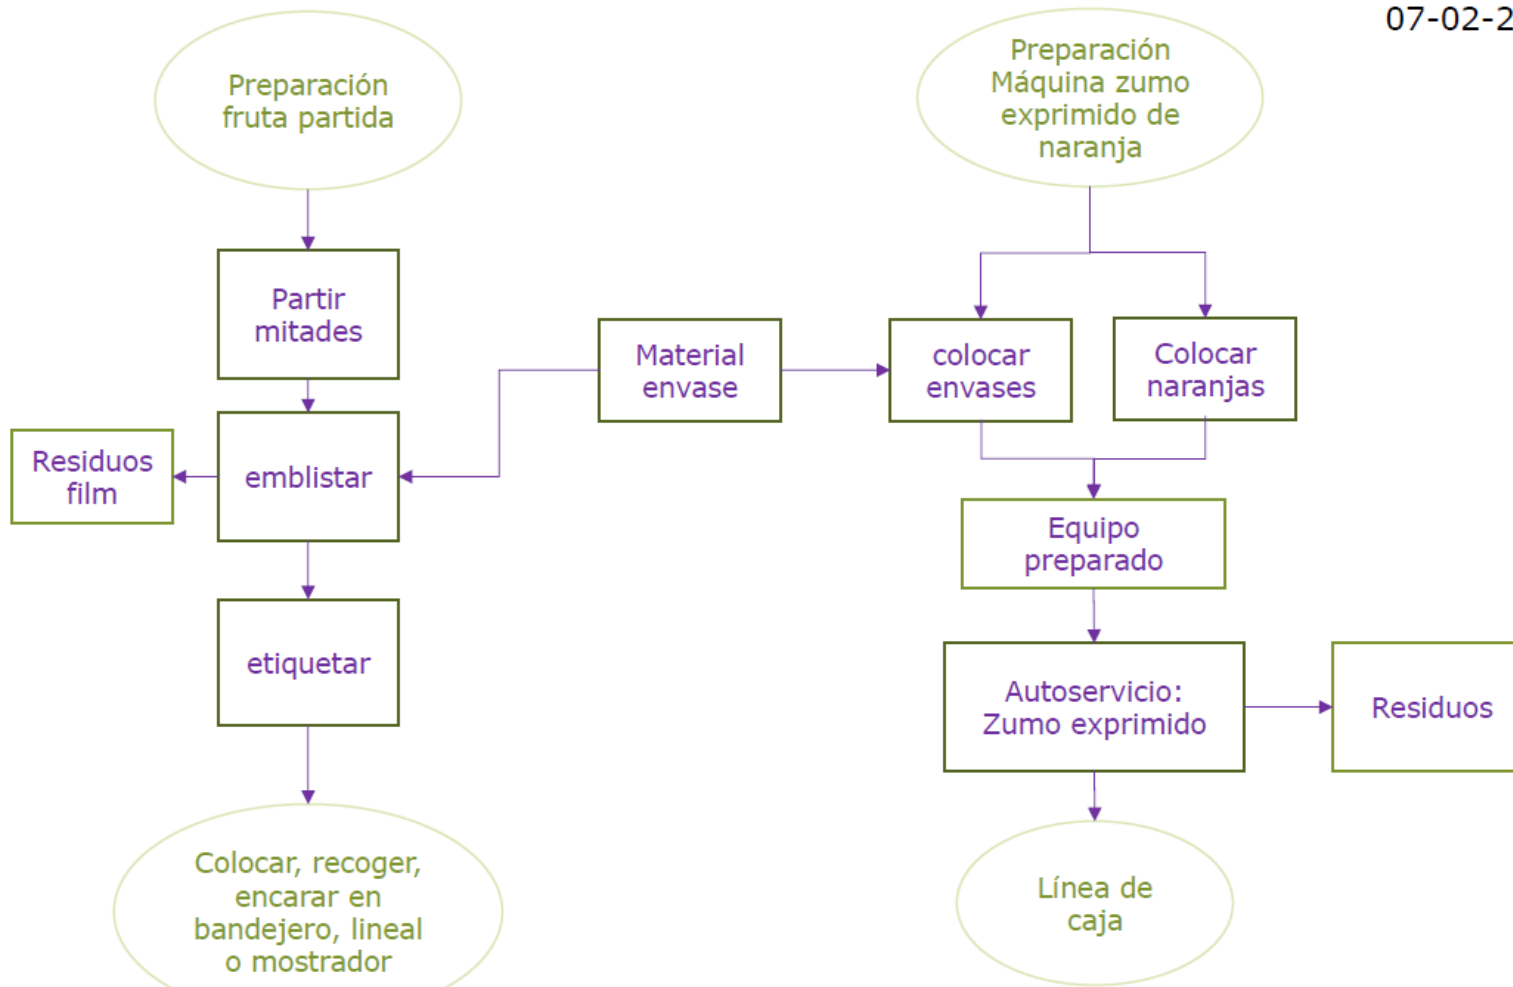 07-02-2
Preparación
fruta partida
Preparación
Máquina zumo
exprimido de
naranja
Partir
mitades
Material
envase
colocar
envases
Colocar
naranjas
Residuos
film
emblistar
Equipo
preparado
etiquetar
Autoservicio:
Zumo exprimido
Residuos
Colocar, recoger,
encarar en
bandejero, lineal
o mostrador
Línea de
caja